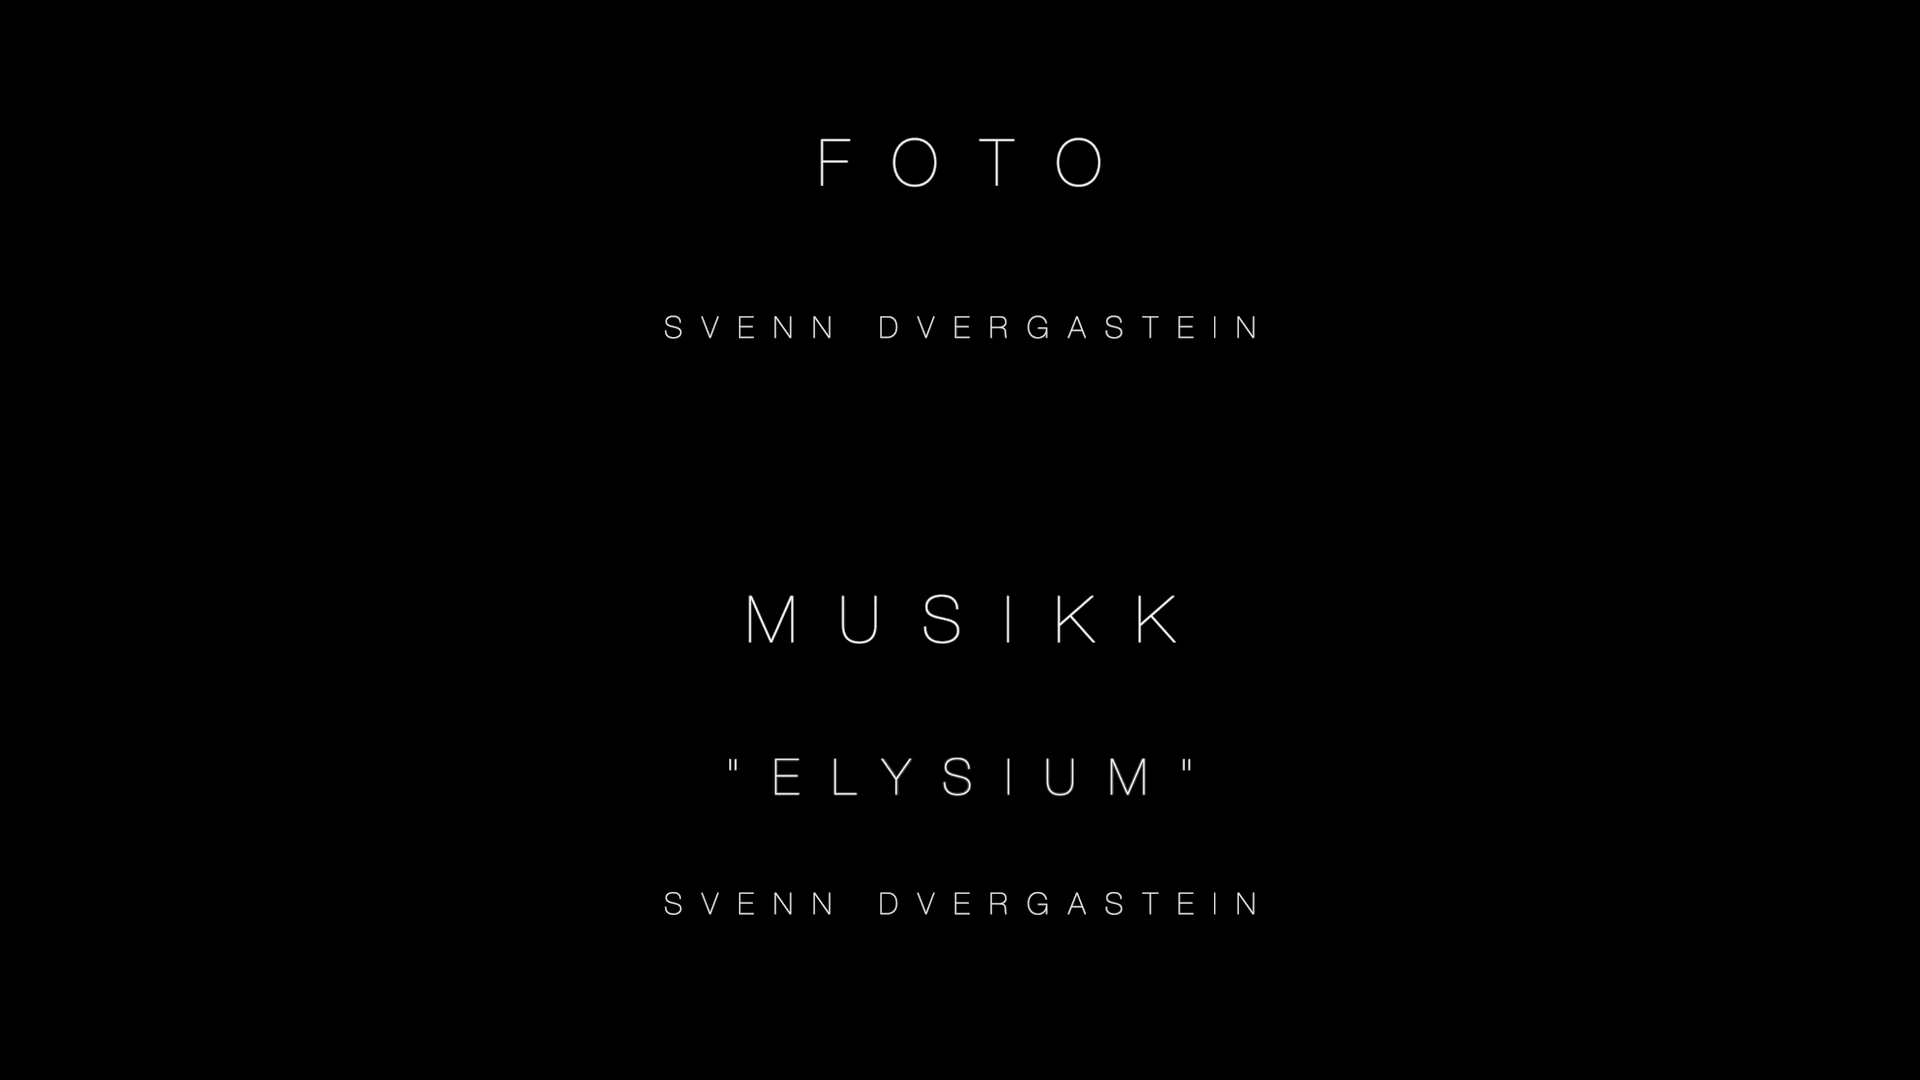 FOTO
SVENN DVERGASTEIN
MUSIKK
"ELYSIUM"
SVENN DVERGASTEIN